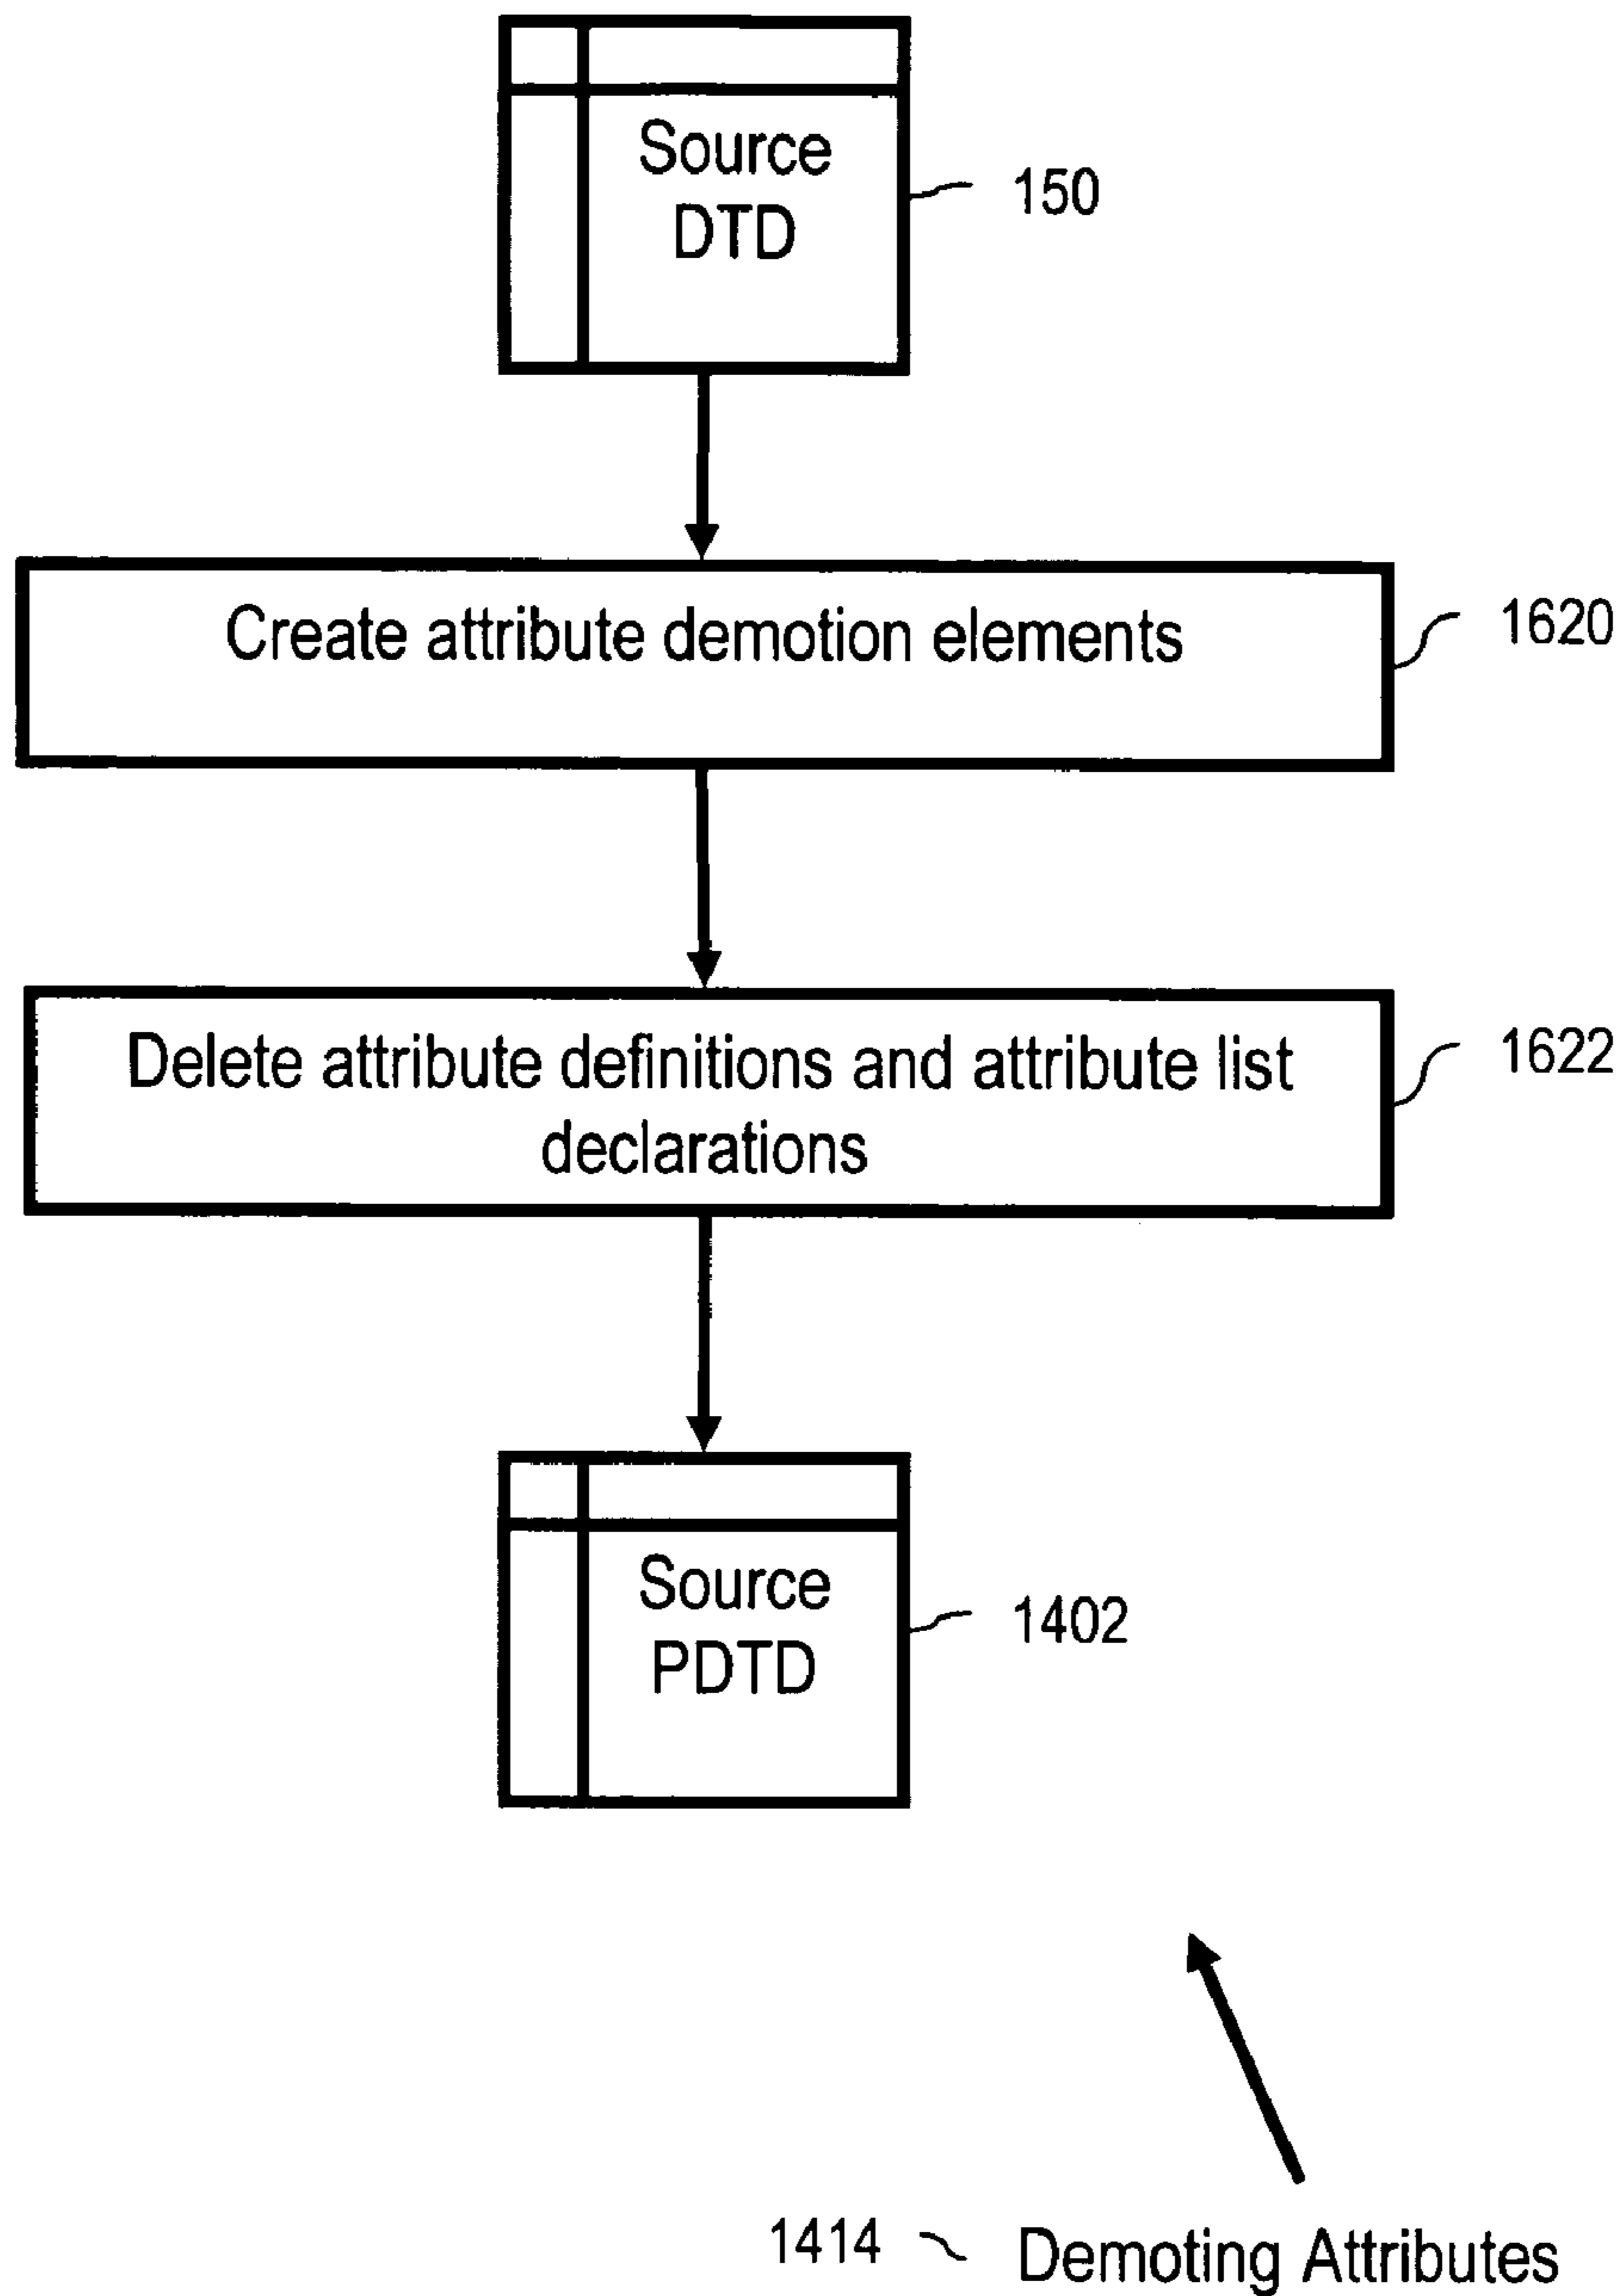 Source
DTD
150
Create attribute demotion elements
1620
Delete attribute definitions and attribute list
declarations
1622
Source
PDTD
1402
1414
Demoting Attributes